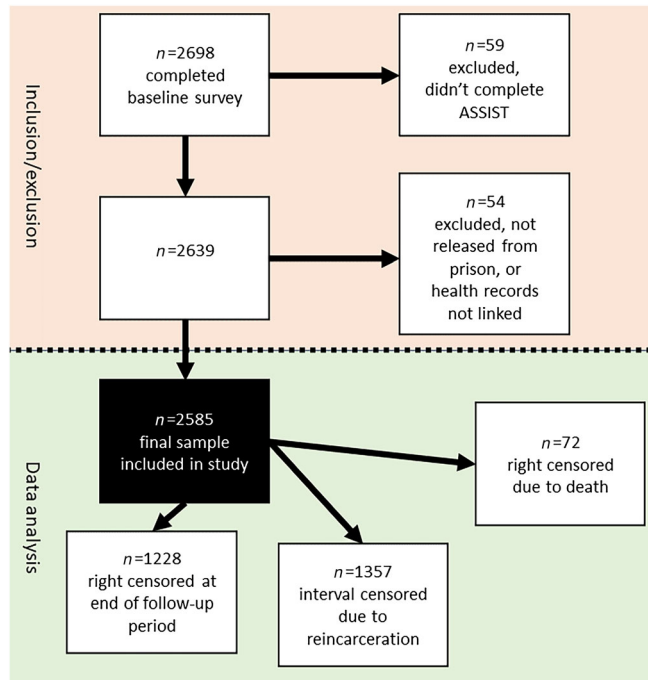 Inclusion/exclusion
n=2698
completed
baseline survey
n=59
excluded,
didn't complete
ASSIST
n=2639
n=54
excluded, not
released from
prison, or
health records
not linked
Data analysis
n=2585
final sample
included in study
n=72
right censored
due to death
n=1228
right censored at
end of follow-up
period
n=1357
interval censored
due to
reincarceration